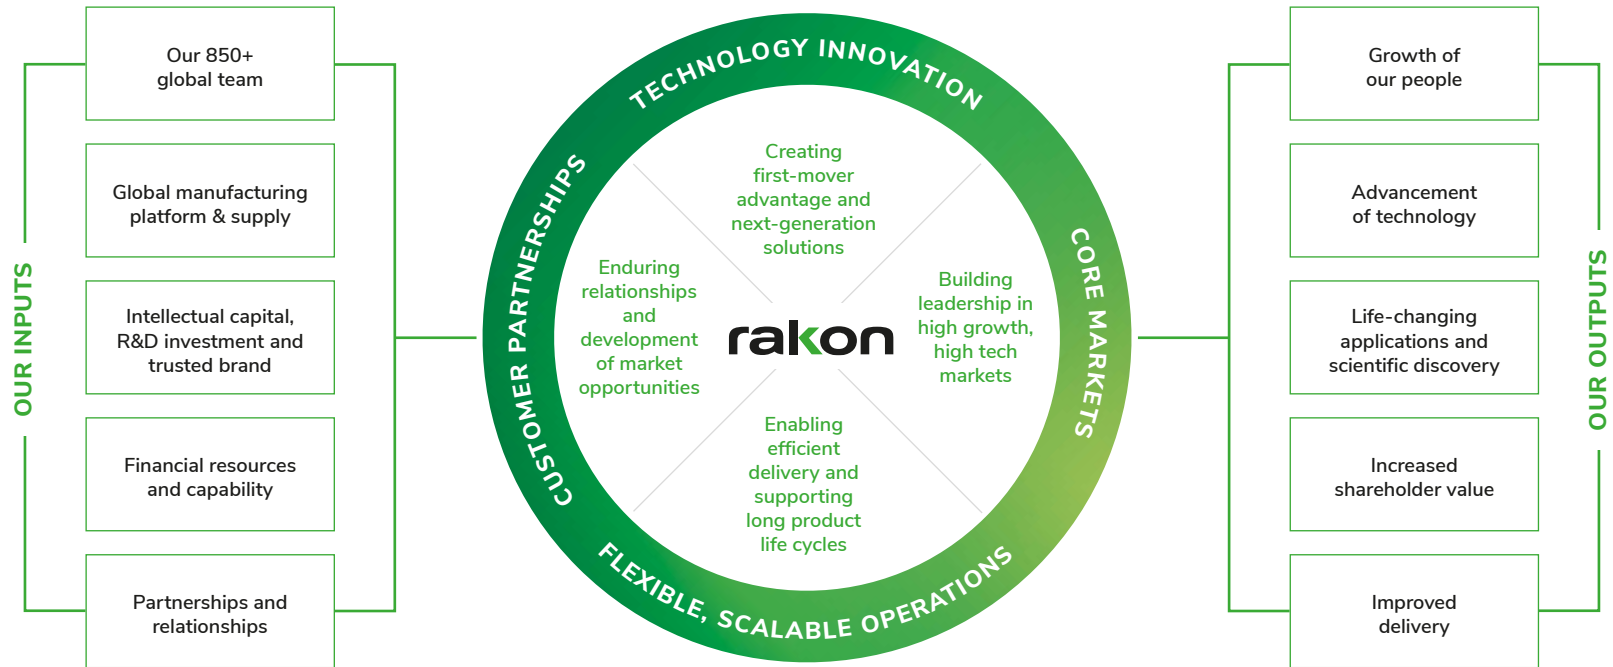 OUR INPUTS
Our 850+
global team
Global manufacturing
platform & supply
Intellectual capital,
R&D investment and
trusted brand
Financial resources
and capability
Partnerships and
relationships
TECHNOLOGY INNOVATION
Creating
first-mover
advantage and
next-generation
solutions
CUSTOMER PARTNERSHIPS
Enduring
relationships
and
development
of market
opportunities
rakon
CORE MARKETS
Building
leadership in
high growth,
high tech
markets
Enabling
efficient
delivery and
supporting
long product
life cycles
FLEXIBLE, SCALABLE OPERATIONS
Growth of
our people
Advancement
of technology
Life-changing
applications and
scientific discovery
Increased
shareholder value
Improved
delivery
OUR OUTPUTS